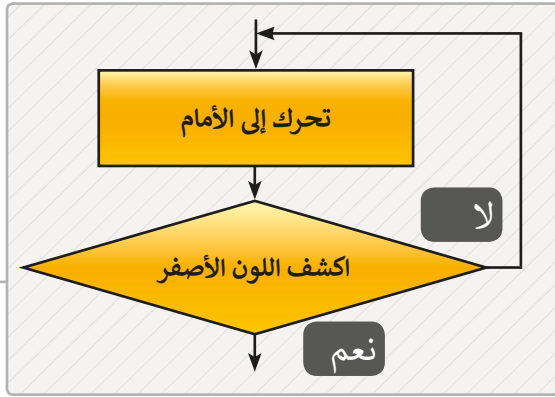 تحرك إلى الأمام
لا
اكشف اللون الأصفر
نعم